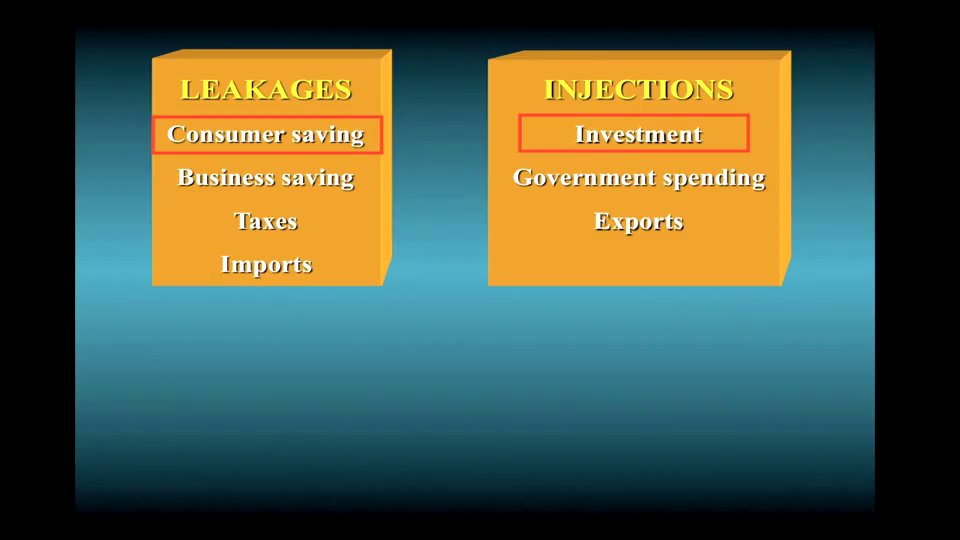 LEAKAGES
Consumer saving
Business saving
Taxes
Imports
INJECTIONS
Investment
Government spending
Exports